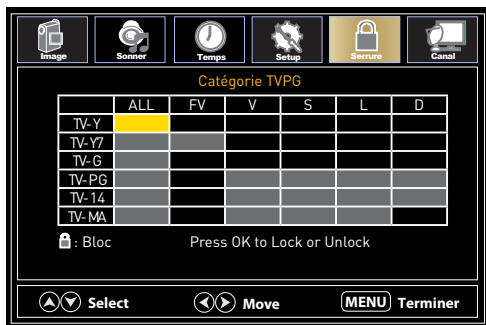 Image Sonner Temps Setup Serrure Canal
Catégorie TVPG
ALL FV V S L D
TV-Y
TV-Y7
TV-G
TV-PG
TV-14
TV-MA
: Bloc Press OK to Lock or Unlock
Select Move MENU Terminer